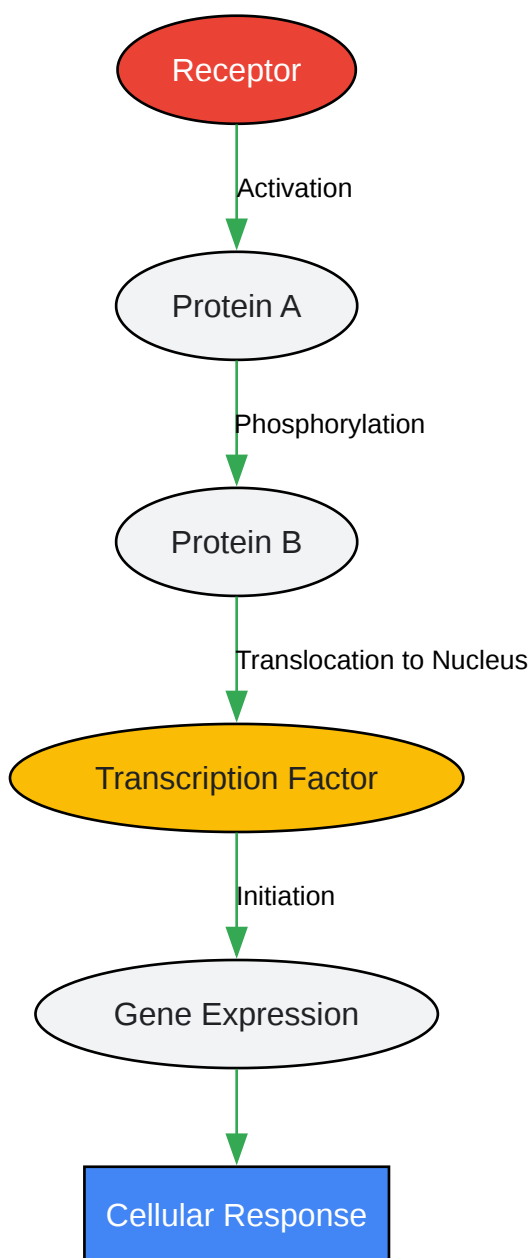 Receptor
Activation
Protein A
Phosphorylation
Protein B
Translocation to Nucleus
Transcription Factor
Initiation
Gene Expression
Cellular Response